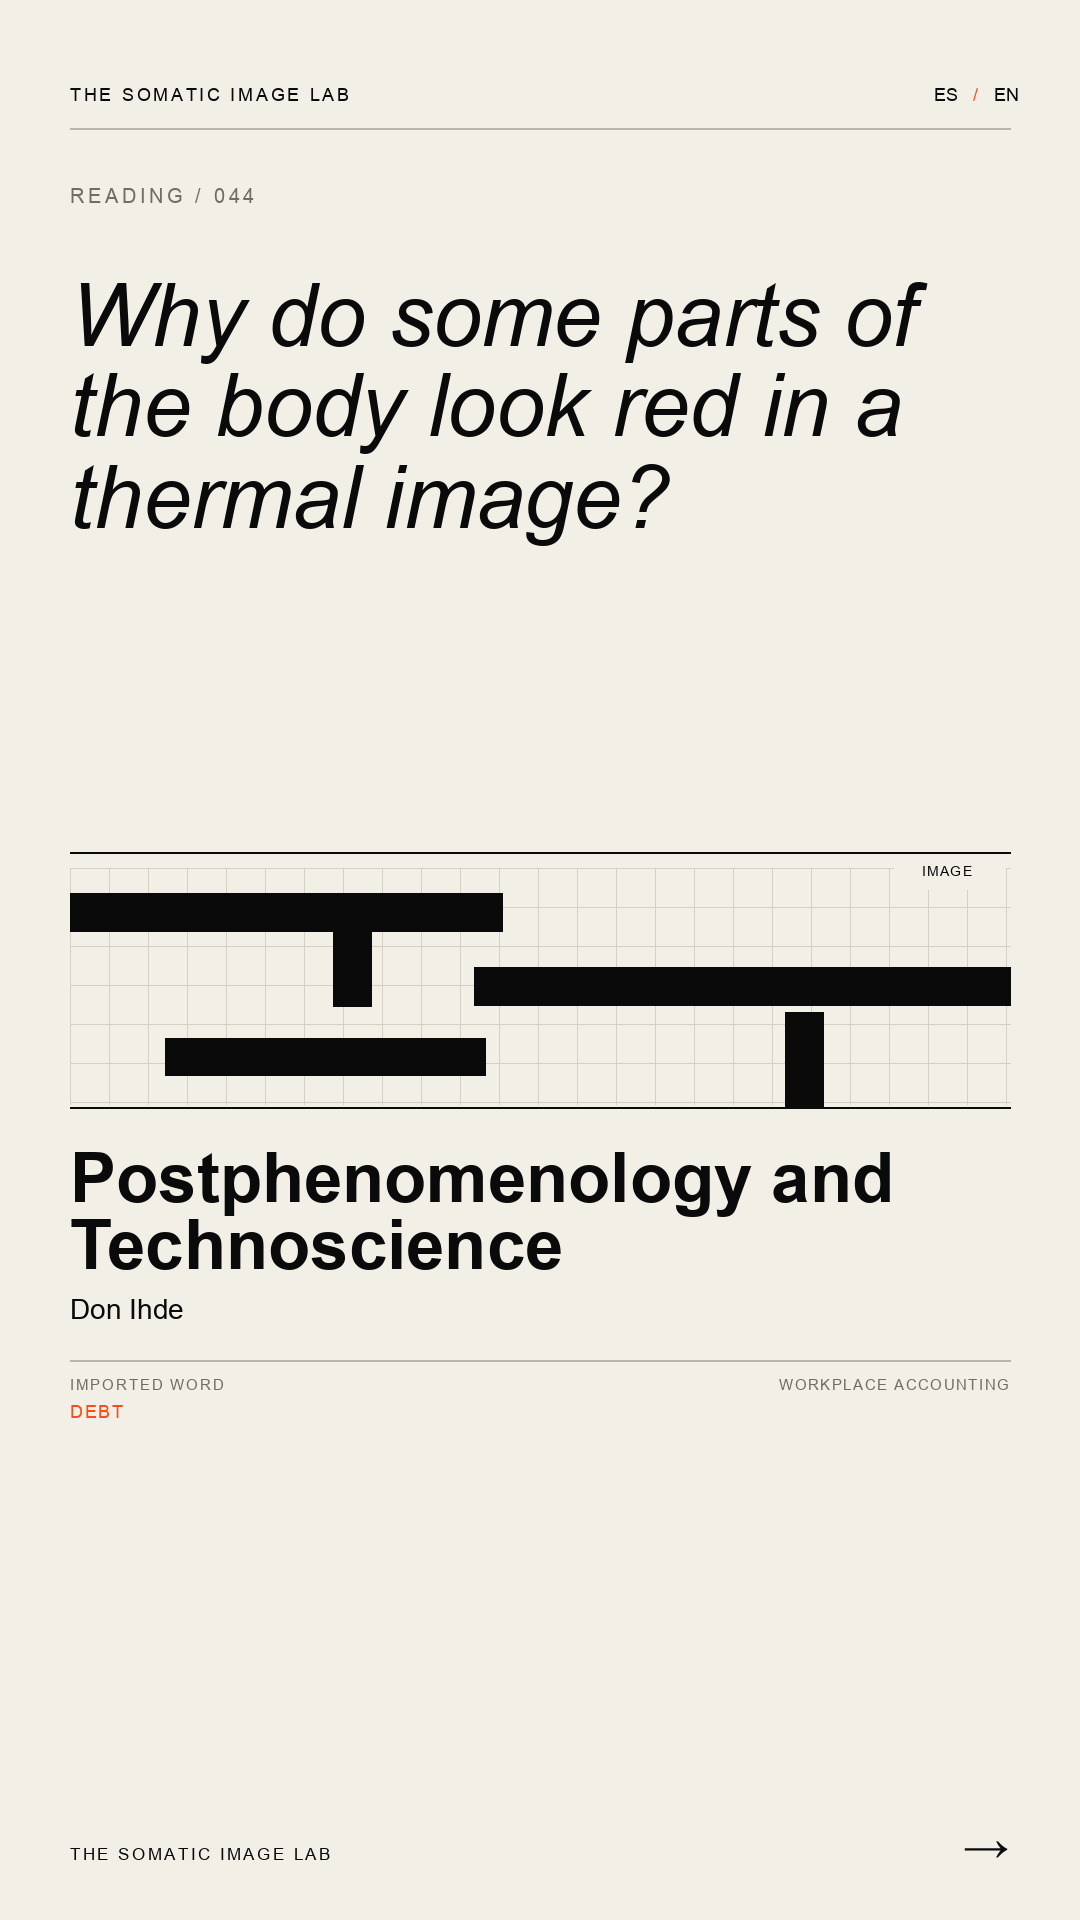 THE SOMATIC IMAGE LAB
ES / EN
READING / 044
Why do some parts of
the body look red in a
thermal image?
IMAGE
Postphenomenology and
Technoscience
Don Ihde
IMPORTED WORD
WORKPLACE ACCOUNTING
DEBT
THE SOMATIC IMAGE LAB
→